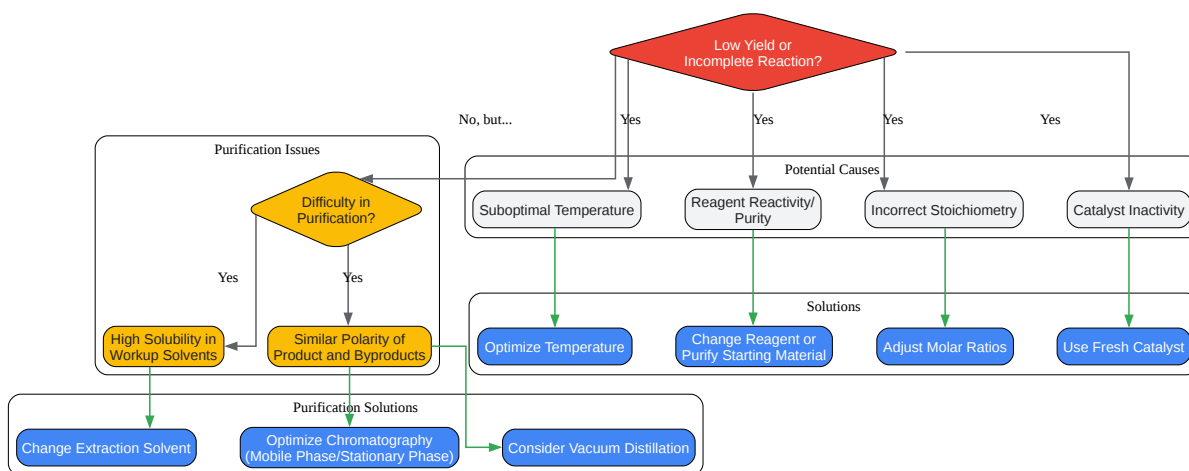 Low Yield or
Incomplete Reaction?
No, but...
Yes
Yes
Yes
Yes
Purification Issues
Potential Causes
Difficulty in
Purification?
Suboptimal Temperature
Reagent Reactivity/
Purity
Incorrect Stoichiometry
Catalyst Inactivity
Yes
Yes
Solutions
High Solubility in
Workup Solvents
Similar Polarity of
Product and Byproducts
Optimize Temperature
Change Reagent or
Purify Starting Material
Adjust Molar Ratios
Use Fresh Catalyst
Purification Solutions
Change Extraction Solvent
Optimize Chromatography
(Mobile Phase/Stationary Phase)
Consider Vacuum Distillation